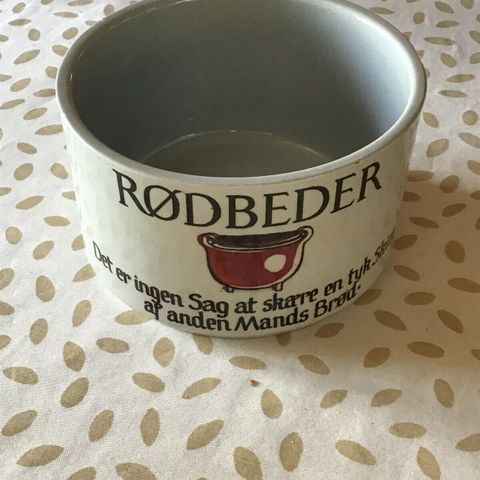 RØDBEDER
Det er ingen Sag at skære en tyk
af anden Mands Brød.